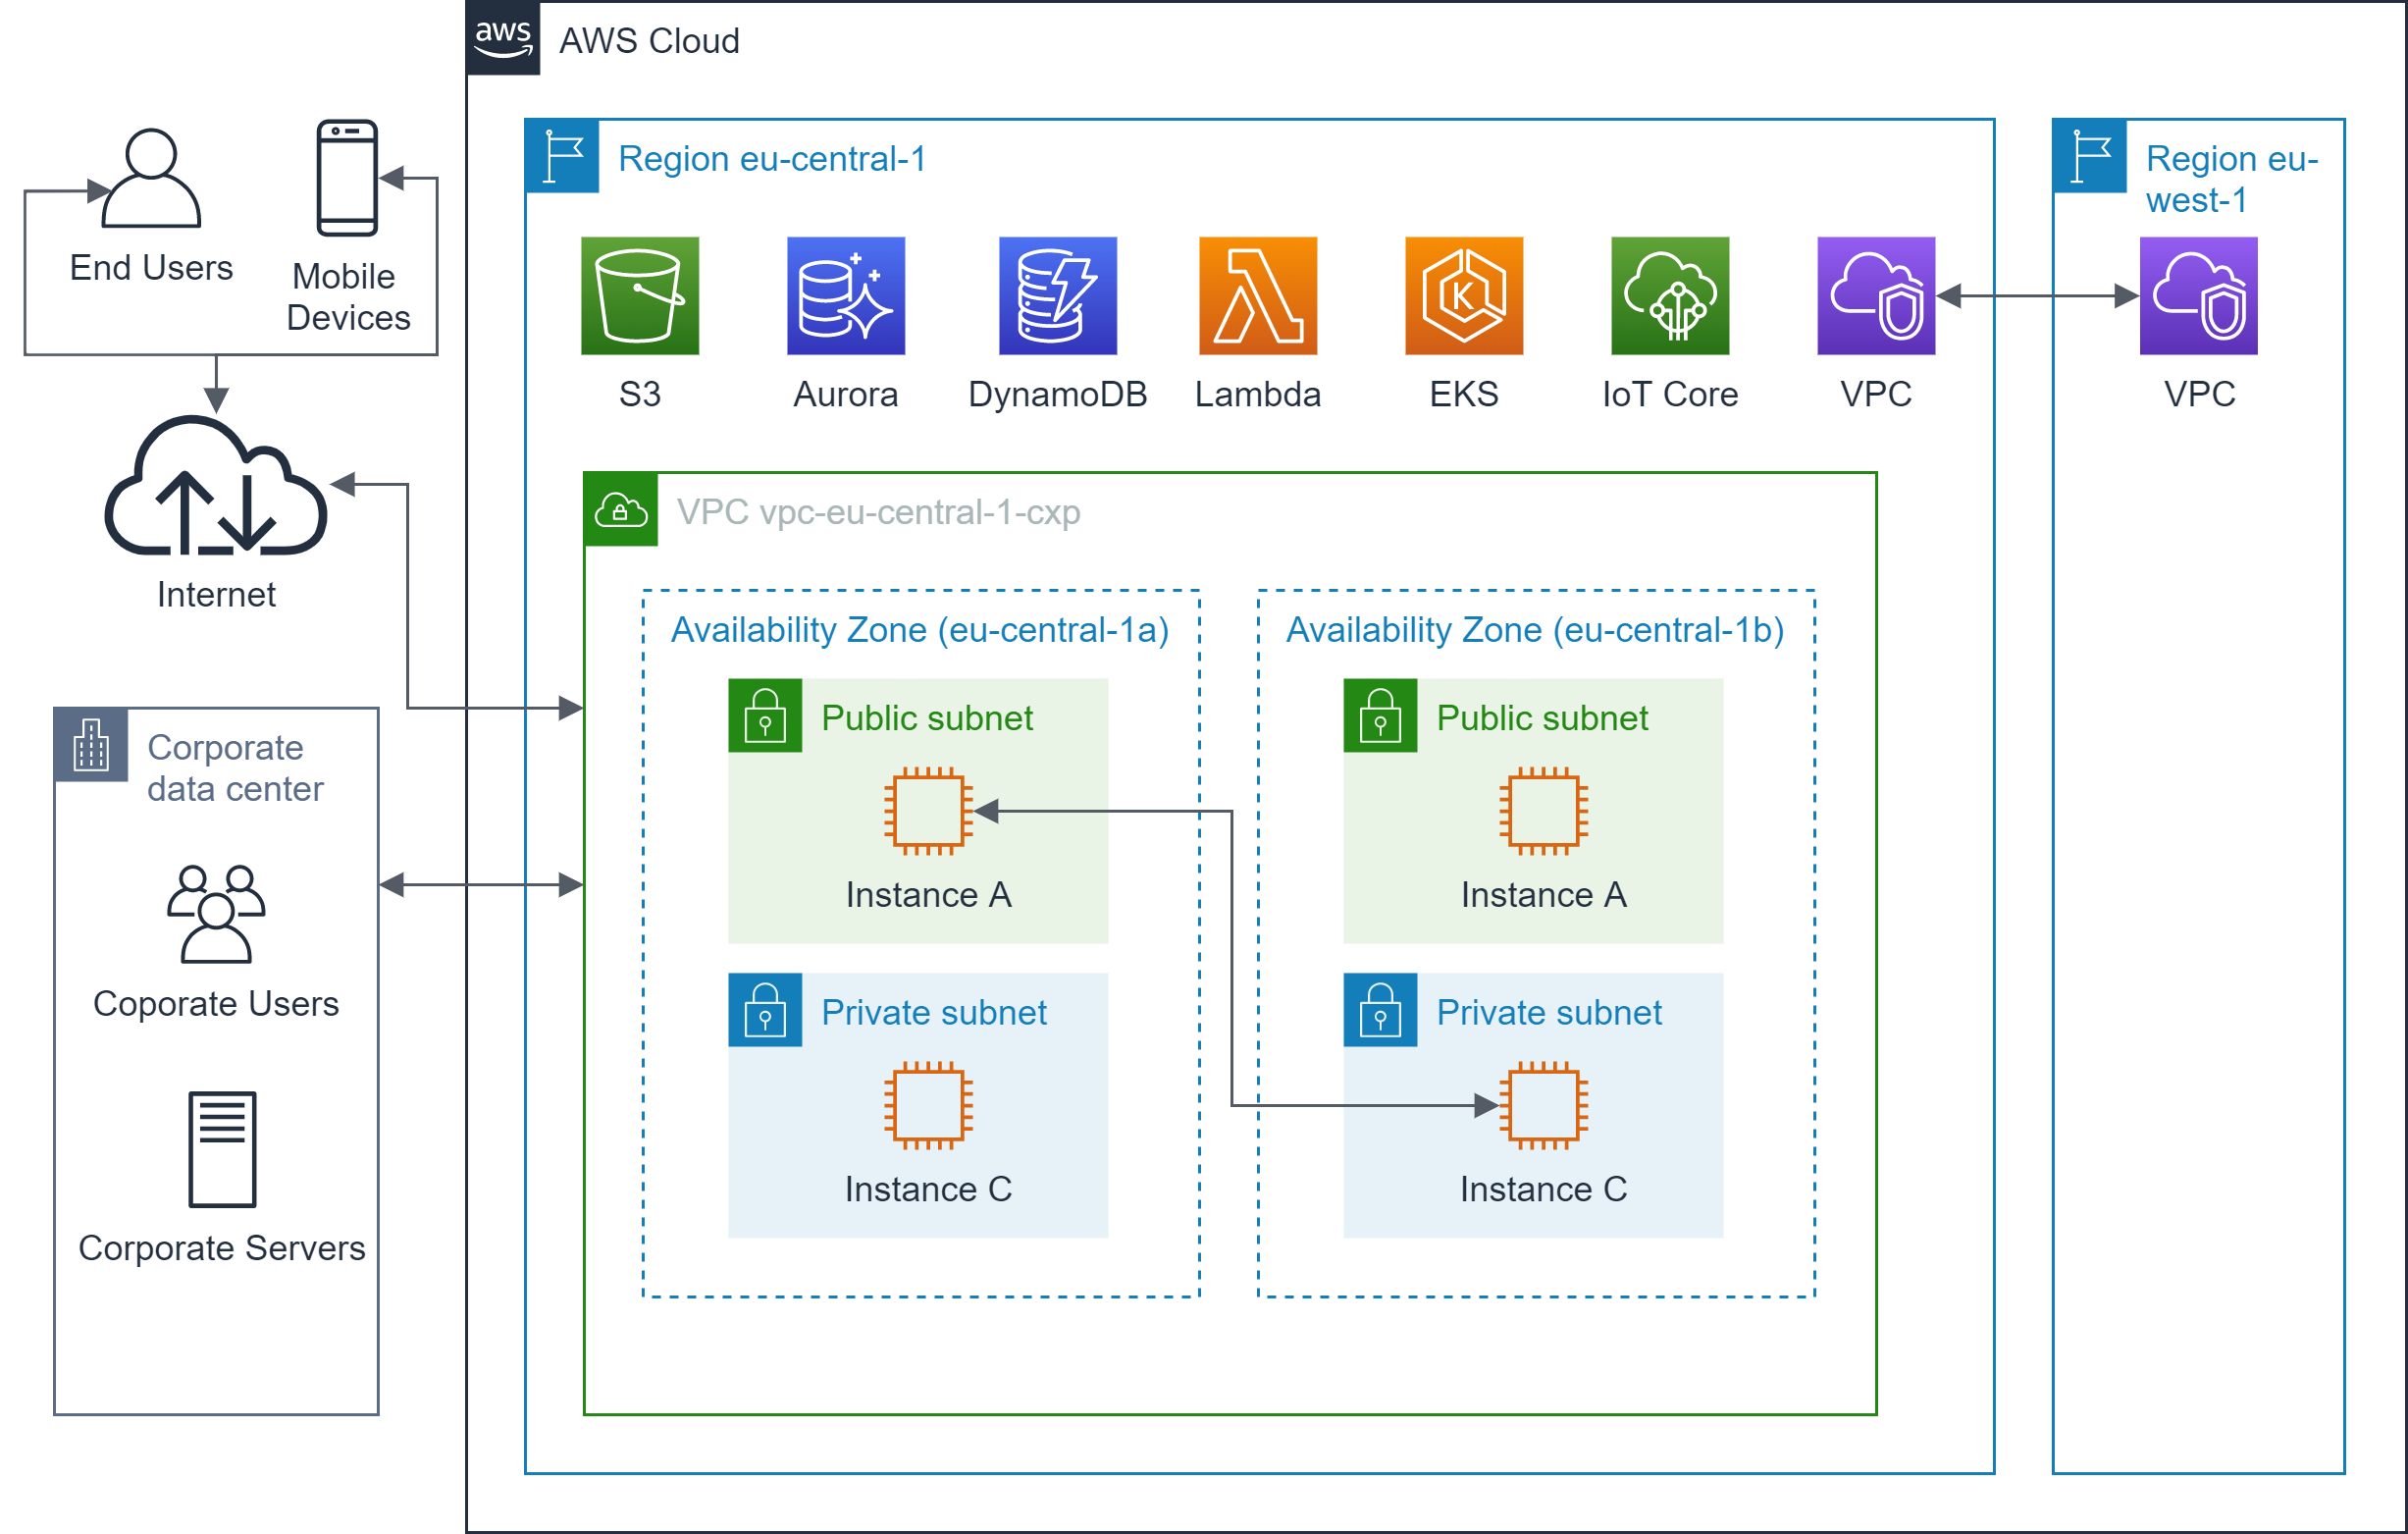 aws
AWS Cloud
Region eu-central-1
Region eu-
west-1
End Users
Mobile
Devices
S3
Aurora
DynamoDB
Lambda
EKS
K
IoT Core
VPC
VPC
Internet
VPC vpc-eu-central-1-cxp
Availability Zone (eu-central-1a)
Availability Zone (eu-central-1b)
Public subnet
Instance A
Public subnet
Instance A
Private subnet
Instance C
Private subnet
Instance C
Corporate
data center
Coporate Users
Corporate Servers